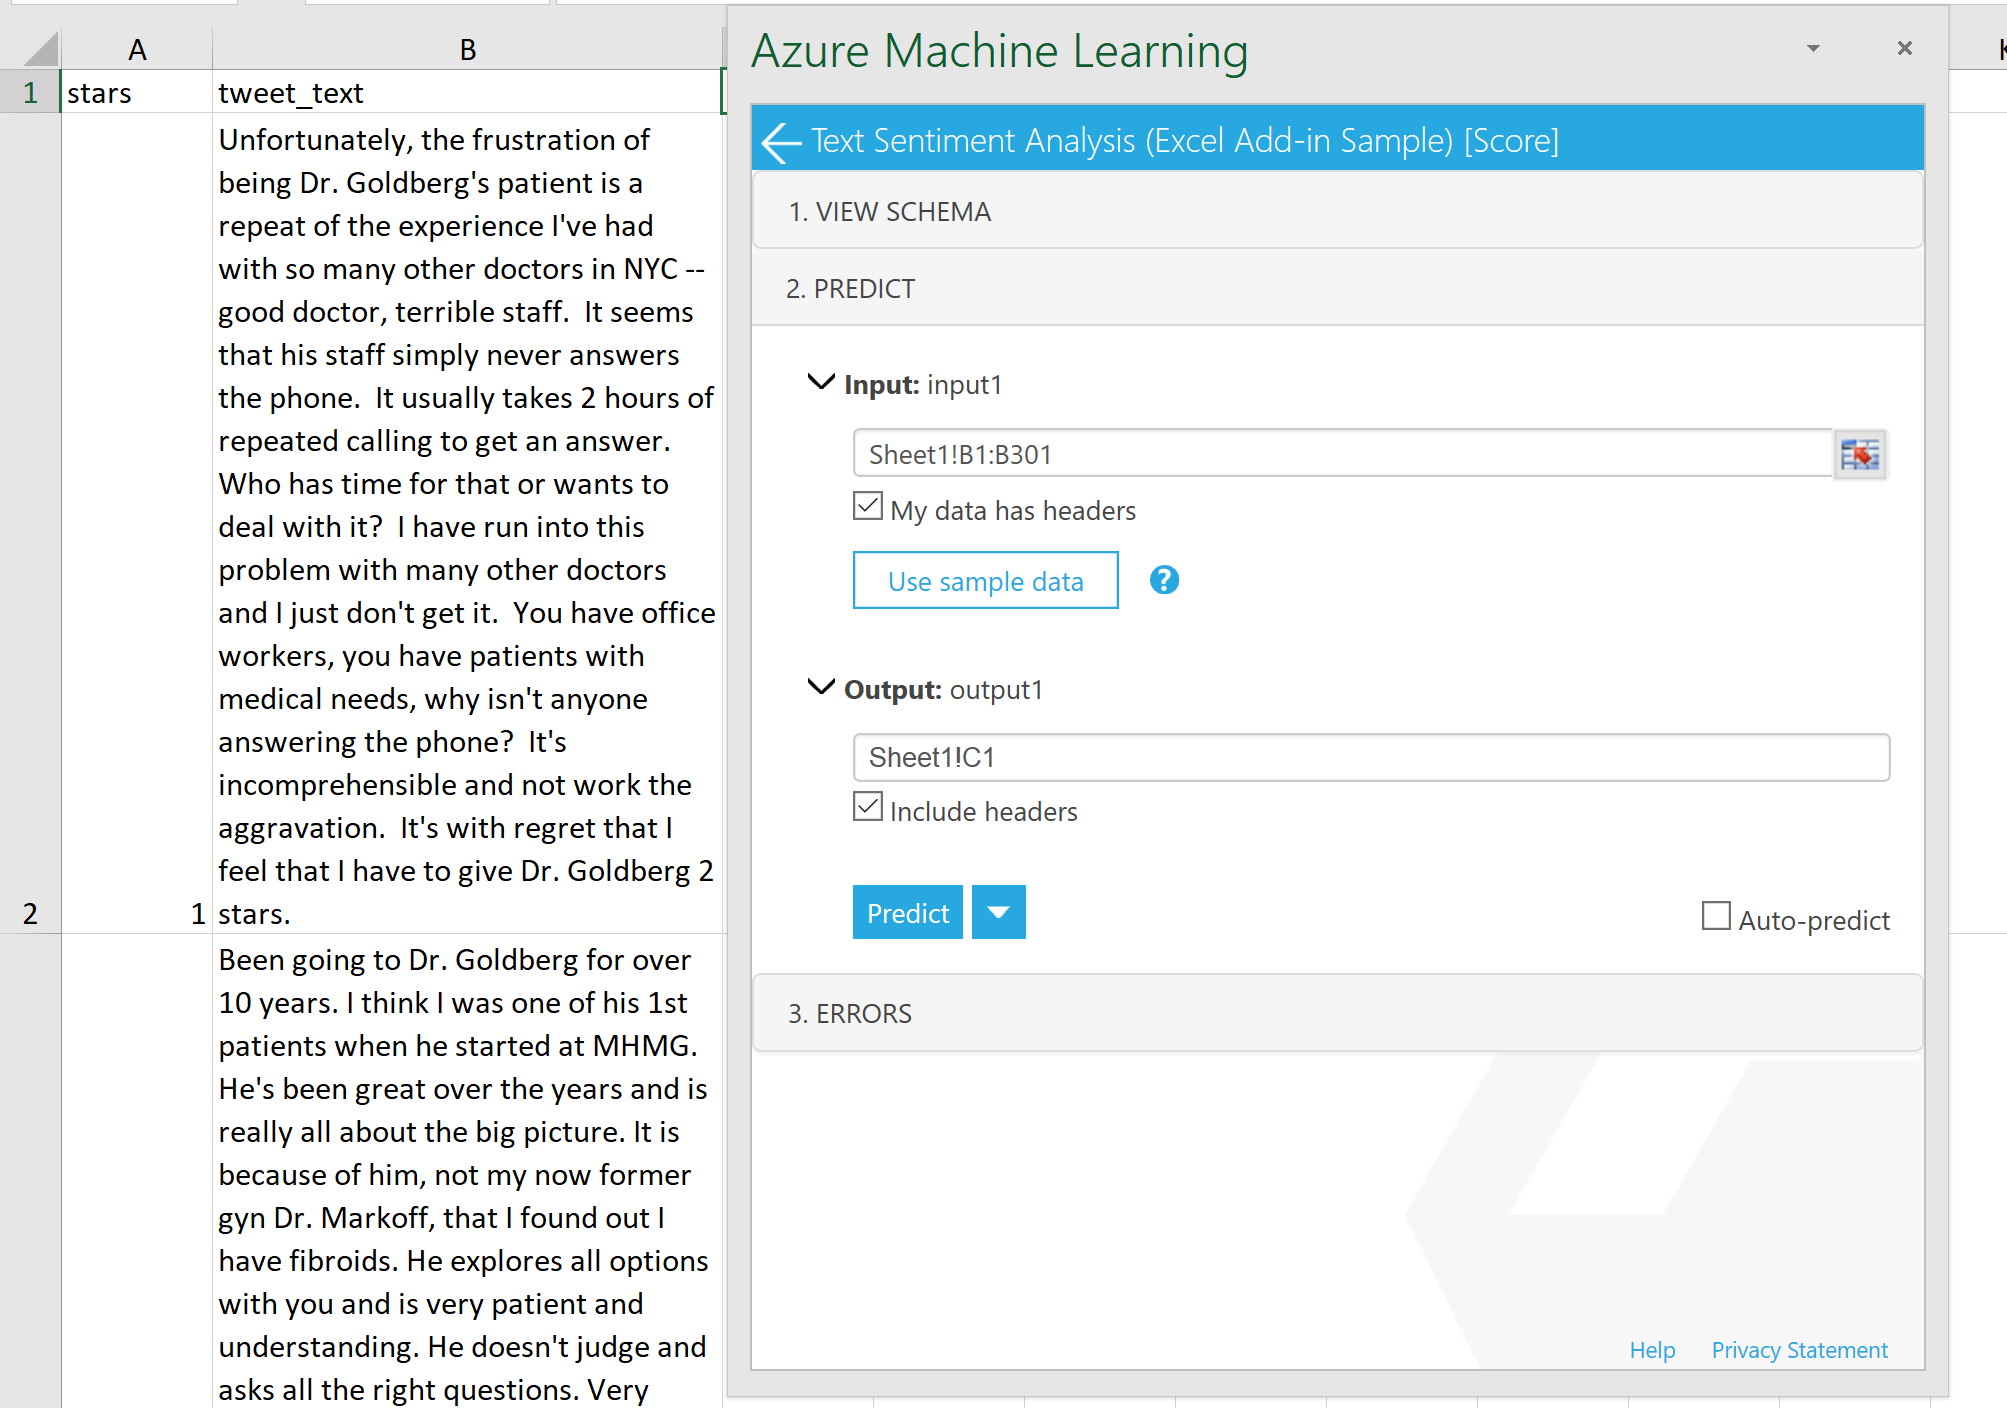 A
B
1
stars
tweet_text
Unfortunately, the frustration of
being Dr. Goldberg's patient is a
repeat of the experience I've had
with so many other doctors in NYC --
good doctor, terrible staff.  It seems
that his staff simply never answers
the phone.  It usually takes 2 hours of
repeated calling to get an answer.
Who has time for that or wants to
deal with it?  I have run into this
problem with many other doctors
and I just don't get it.  You have office
workers, you have patients with
medical needs, why isn't anyone
answering the phone?  It's
incomprehensible and not work the
aggravation.  It's with regret that I
feel that I have to give Dr. Goldberg 2
2
1
stars.
Been going to Dr. Goldberg for over
10 years. I think I was one of his 1st
patients when he started at MHMG.
He's been great over the years and is
really all about the big picture. It is
because of him, not my now former
gyn Dr. Markoff, that I found out I
have fibroids. He explores all options
with you and is very patient and
understanding. He doesn't judge and
asks all the right questions. Very
Azure Machine Learning
Text Sentiment Analysis (Excel Add-in Sample) [Score]
1. VIEW SCHEMA
2. PREDICT
Input: input1
Sheet1!B1:B301
My data has headers
Use sample data
?
Output: output1
Sheet1!C1
Include headers
Predict
Auto-predict
3. ERRORS
Help
Privacy Statement